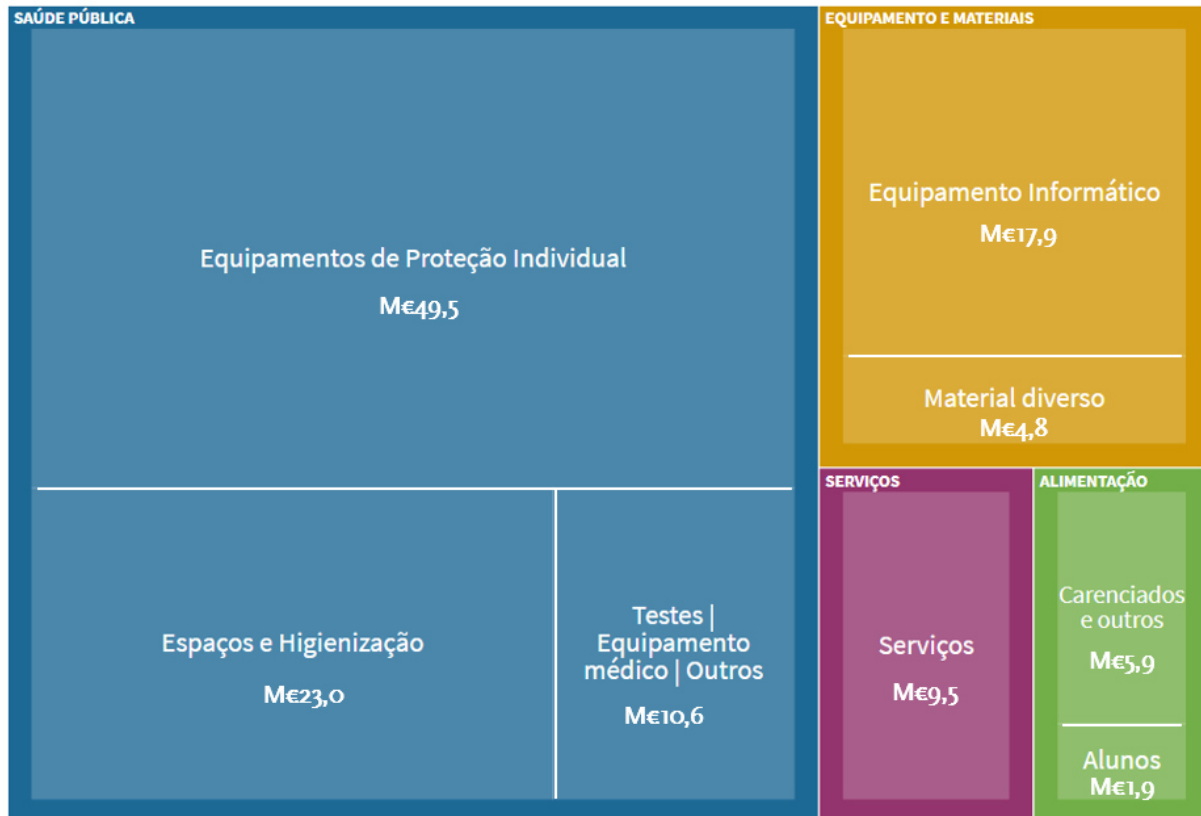 SAÚDE PÚBLICA
Equipamentos de Proteção Individual
M€49,5
Espaços e Higienização
M€23,0
Testes |
Equipamento
médico | Outros
M€10,6
EQUIPAMENTO E MATERIAIS
Equipamento Informático
M€17,9
Material diverso
M€4,8
SERVIÇOS
Serviços
M€9,5
ALIMENTAÇÃO
Carenciados
e outros
M€5,9
Alunos
M€1,9